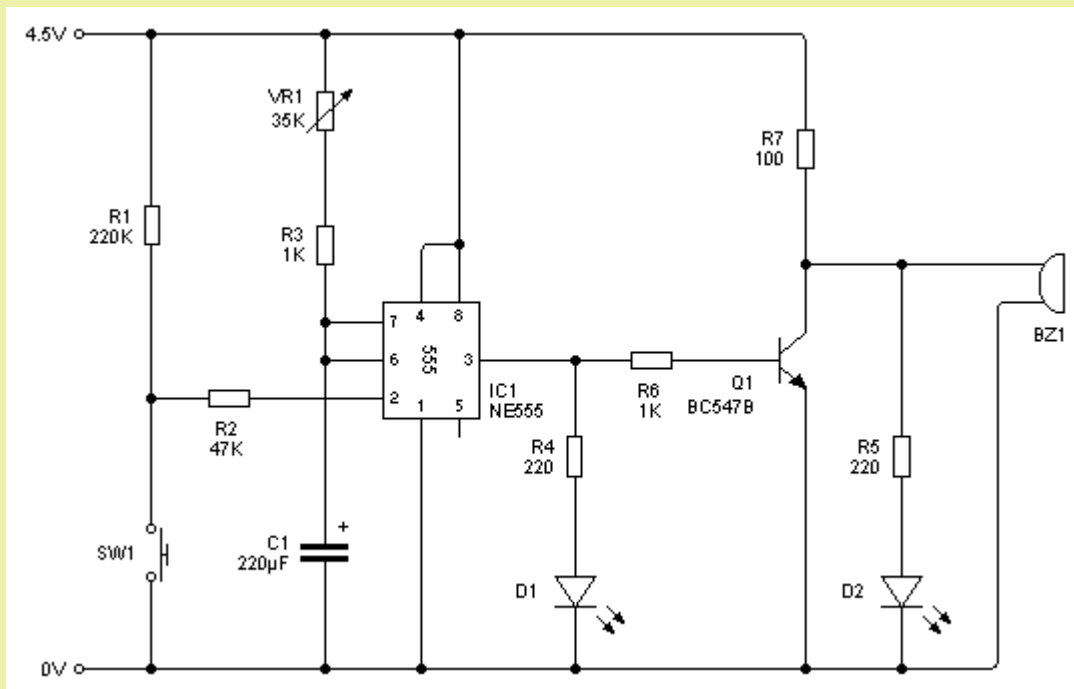 4.5V
VR1
35K
R7
100
R1
220K
R3
1K
4
8
7
6
555
3
2
1
5
IC1
NE555
R2
47K
R6
1K
Q1
BC547B
BZ1
R4
220
R5
220
SW1
C1
220µF
+
D1
D2
0V